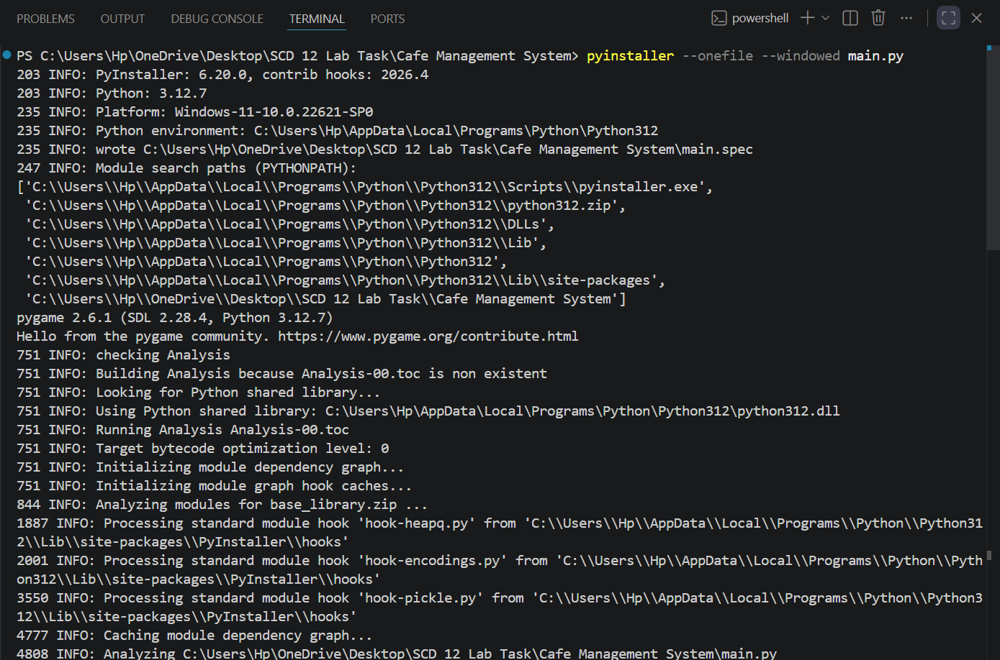 PROBLEMS OUTPUT DEBUG CONSOLE TERMINAL PORTS powershell
PS C:\Users\Hp\OneDrive\Desktop\SCD 12 Lab Task\Cafe Management System> pyinstaller --onefile --windowed main.py
203 INFO: PyInstaller: 6.20.0, contrib hooks: 2026.4
203 INFO: Python: 3.12.7
235 INFO: Platform: Windows-11-10.0.22621-SP0
235 INFO: Python environment: C:\Users\Hp\AppData\Local\Programs\Python\Python312
235 INFO: wrote C:\Users\Hp\OneDrive\Desktop\SCD 12 Lab Task\Cafe Management System\main.spec
247 INFO: Module search paths (PYTHONPATH):
['C:\\Users\\Hp\\AppData\\Local\\Programs\\Python\\Python312\\Scripts\\pyinstaller.exe',
 'C:\\Users\\Hp\\AppData\\Local\\Programs\\Python\\Python312\\python312.zip',
 'C:\\Users\\Hp\\AppData\\Local\\Programs\\Python\\Python312\\DLLs',
 'C:\\Users\\Hp\\AppData\\Local\\Programs\\Python\\Python312\\Lib',
 'C:\\Users\\Hp\\AppData\\Local\\Programs\\Python\\Python312',
 'C:\\Users\\Hp\\AppData\\Local\\Programs\\Python\\Python312\\Lib\\site-packages',
 'C:\\Users\\Hp\\OneDrive\\Desktop\\SCD 12 Lab Task\\Cafe Management System']
pygame 2.6.1 (SDL 2.28.4, Python 3.12.7)
Hello from the pygame community. https://www.pygame.org/contribute.html
751 INFO: checking Analysis
751 INFO: Building Analysis because Analysis-00.toc is non existent
751 INFO: Looking for Python shared library...
751 INFO: Using Python shared library: C:\Users\Hp\AppData\Local\Programs\Python\Python312\python312.dll
751 INFO: Running Analysis Analysis-00.toc
751 INFO: Target bytecode optimization level: 0
751 INFO: Initializing module dependency graph...
751 INFO: Initializing module graph hook caches...
844 INFO: Analyzing modules for base_library.zip ...
1887 INFO: Processing standard module hook 'hook-heapq.py' from 'C:\\Users\\Hp\\AppData\\Local\\Programs\\Python\\Python31
2\\Lib\\site-packages\\PyInstaller\\hooks'
2001 INFO: Processing standard module hook 'hook-encodings.py' from 'C:\\Users\\Hp\\AppData\\Local\\Programs\\Python\\Pyth
on312\\Lib\\site-packages\\PyInstaller\\hooks'
3550 INFO: Processing standard module hook 'hook-pickle.py' from 'C:\\Users\\Hp\\AppData\\Local\\Programs\\Python\\Python3
12\\Lib\\site-packages\\PyInstaller\\hooks'
4777 INFO: Caching module dependency graph...
4808 INFO: Analyzing C:\Users\Hp\OneDrive\Desktop\SCD 12 Lab Task\Cafe Management System\main.py